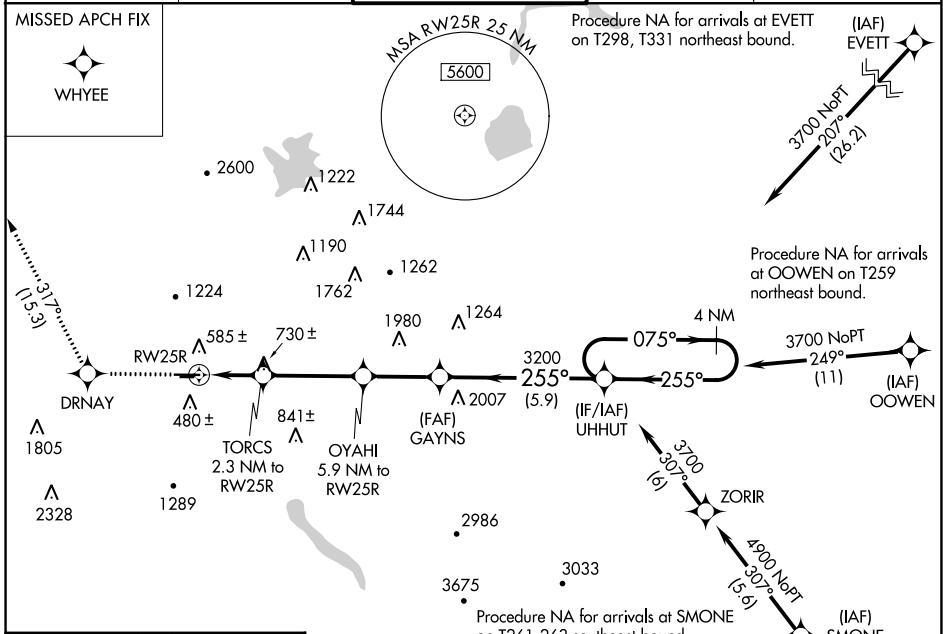 MISSED APCH FIX
WHYEE
MSA RW25R 25 NM
5600
Procedure NA for arrivals at EVETT
on T298, T331 northeast bound.
(IAF)
EVETT
3700 NoPT
207°
(26.2)
2600
1222
1744
1190
1762
1262
1224
1980
1264
Procedure NA for arrivals
at OOWEN on T259
northeast bound.
317°
(15.3)
585 ±
730 ±
RW25R
4 NM
075°
3200
255°
(5.9)
255°
3700 NoPT
249°
(11)
(IAF)
OOWEN
DRNAY
480 ±
2007
(IF/IAF)
UHHUT
(FAF)
GAYNS
1805
841 ±
TORCS
2.3 NM to
RW25R
OYAHI
5.9 NM to
RW25R
3700
307°
(6)
ZORIR
2328
1289
2986
3033
3675
4900 NoPT
307°
(5.6)
Procedure NA for arrivals at SMONE
(IAF)